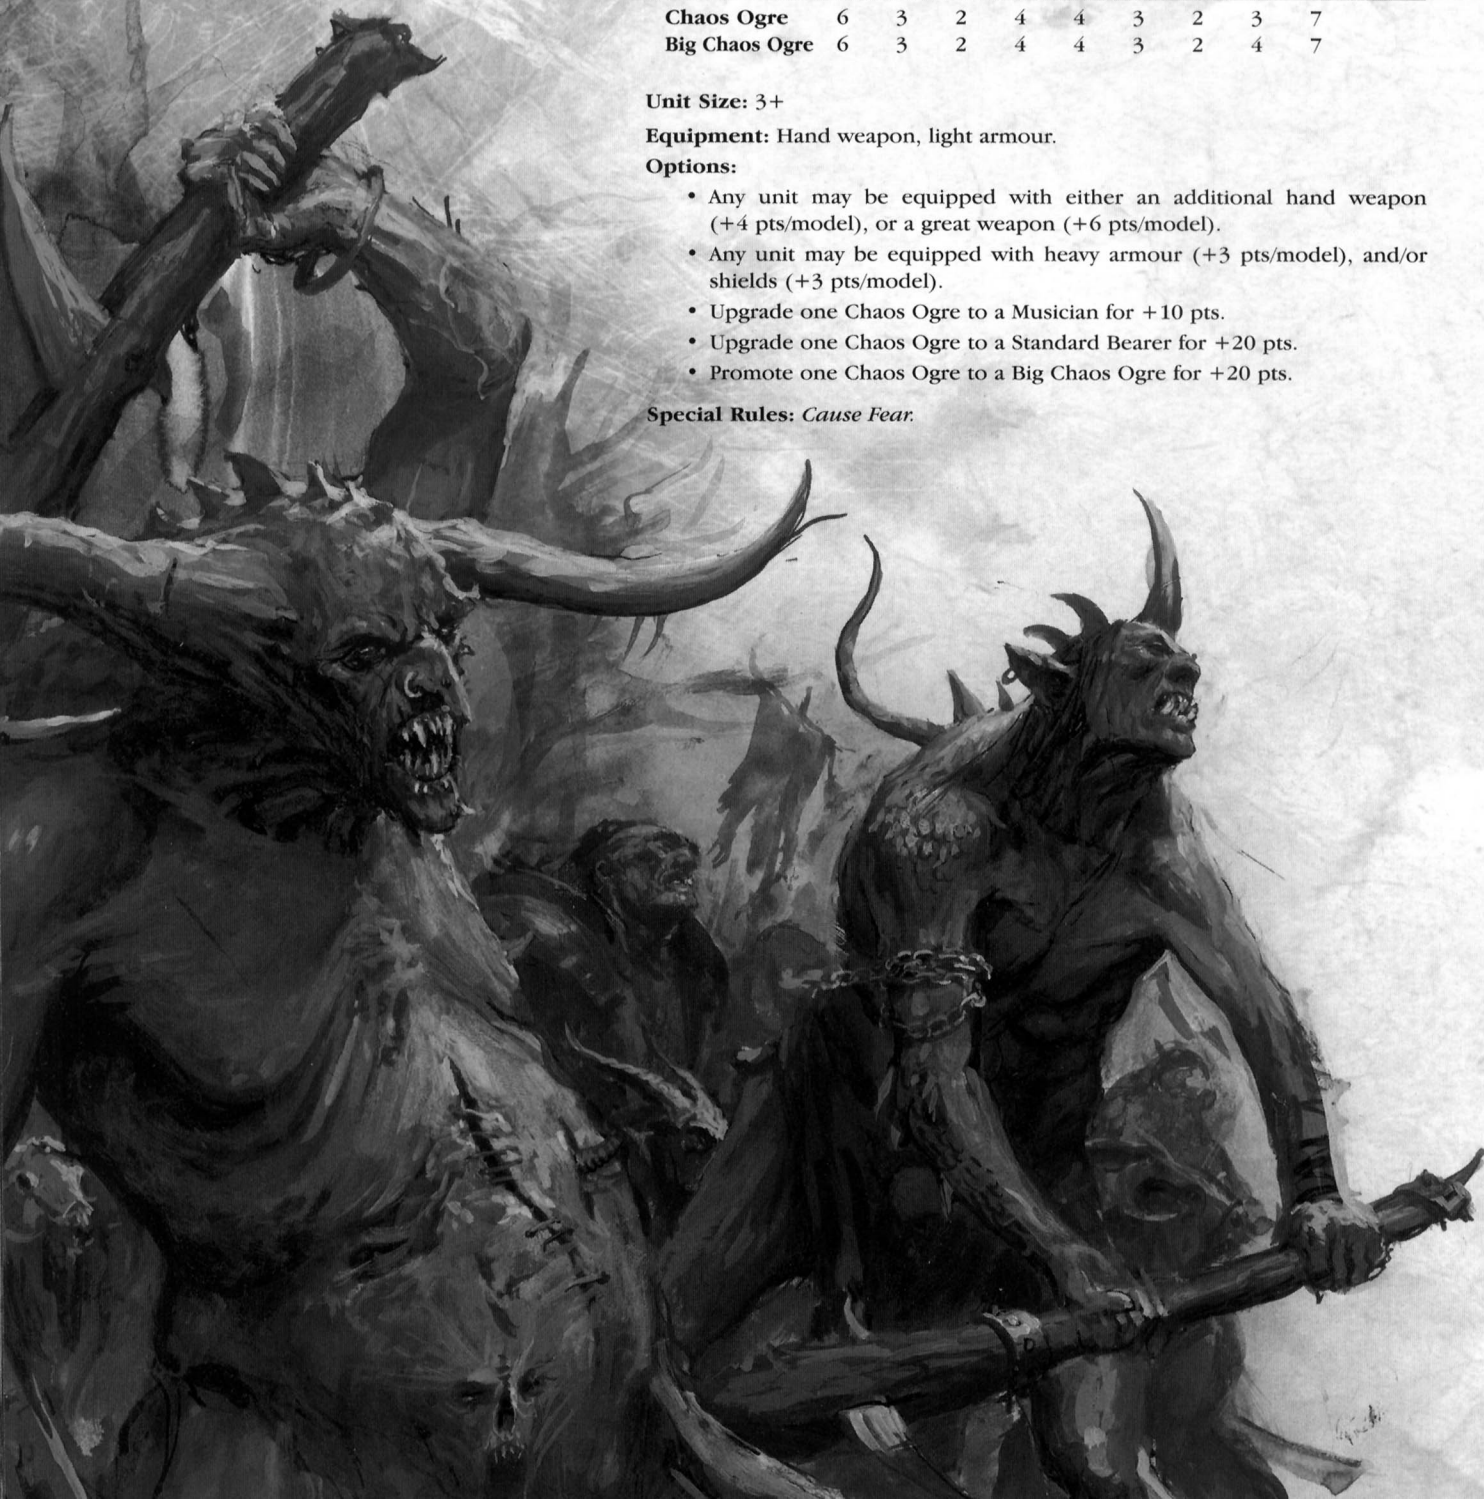 Chaos Ogre 6 3 2 4 4 3 2 3 7
Big Chaos Ogre 6 3 2 4 4 3 2 4 7
Unit Size: 3+
Equipment: Hand weapon, light armour.
Options:
• Any unit may be equipped with either an additional hand weapon
(+4 pts/model), or a great weapon (+6 pts/model).
• Any unit may be equipped with heavy armour (+3 pts/model), and/or
shields (+3 pts/model).
• Upgrade one Chaos Ogre to a Musician for +10 pts.
• Upgrade one Chaos Ogre to a Standard Bearer for +20 pts.
• Promote one Chaos Ogre to a Big Chaos Ogre for +20 pts.
Special Rules: Cause Fear.